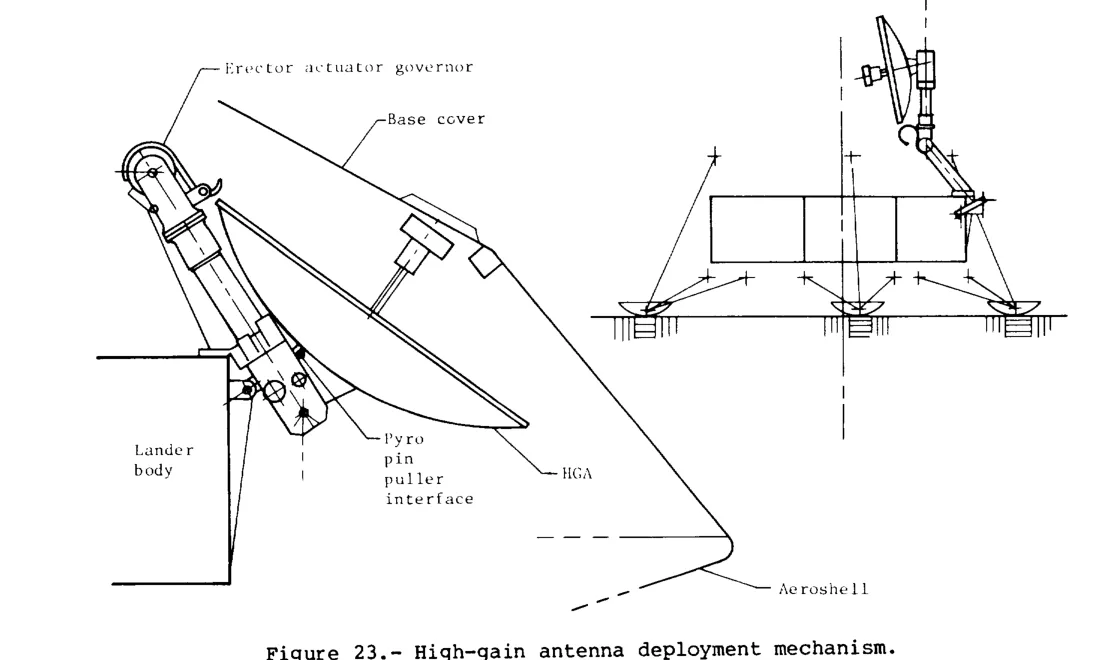 Erector actuator governor
Base cover
Lander
body
Pyro
pin
puller
interface
HGA
Aeroshell
Figure 23.- High-gain antenna deployment mechanism.